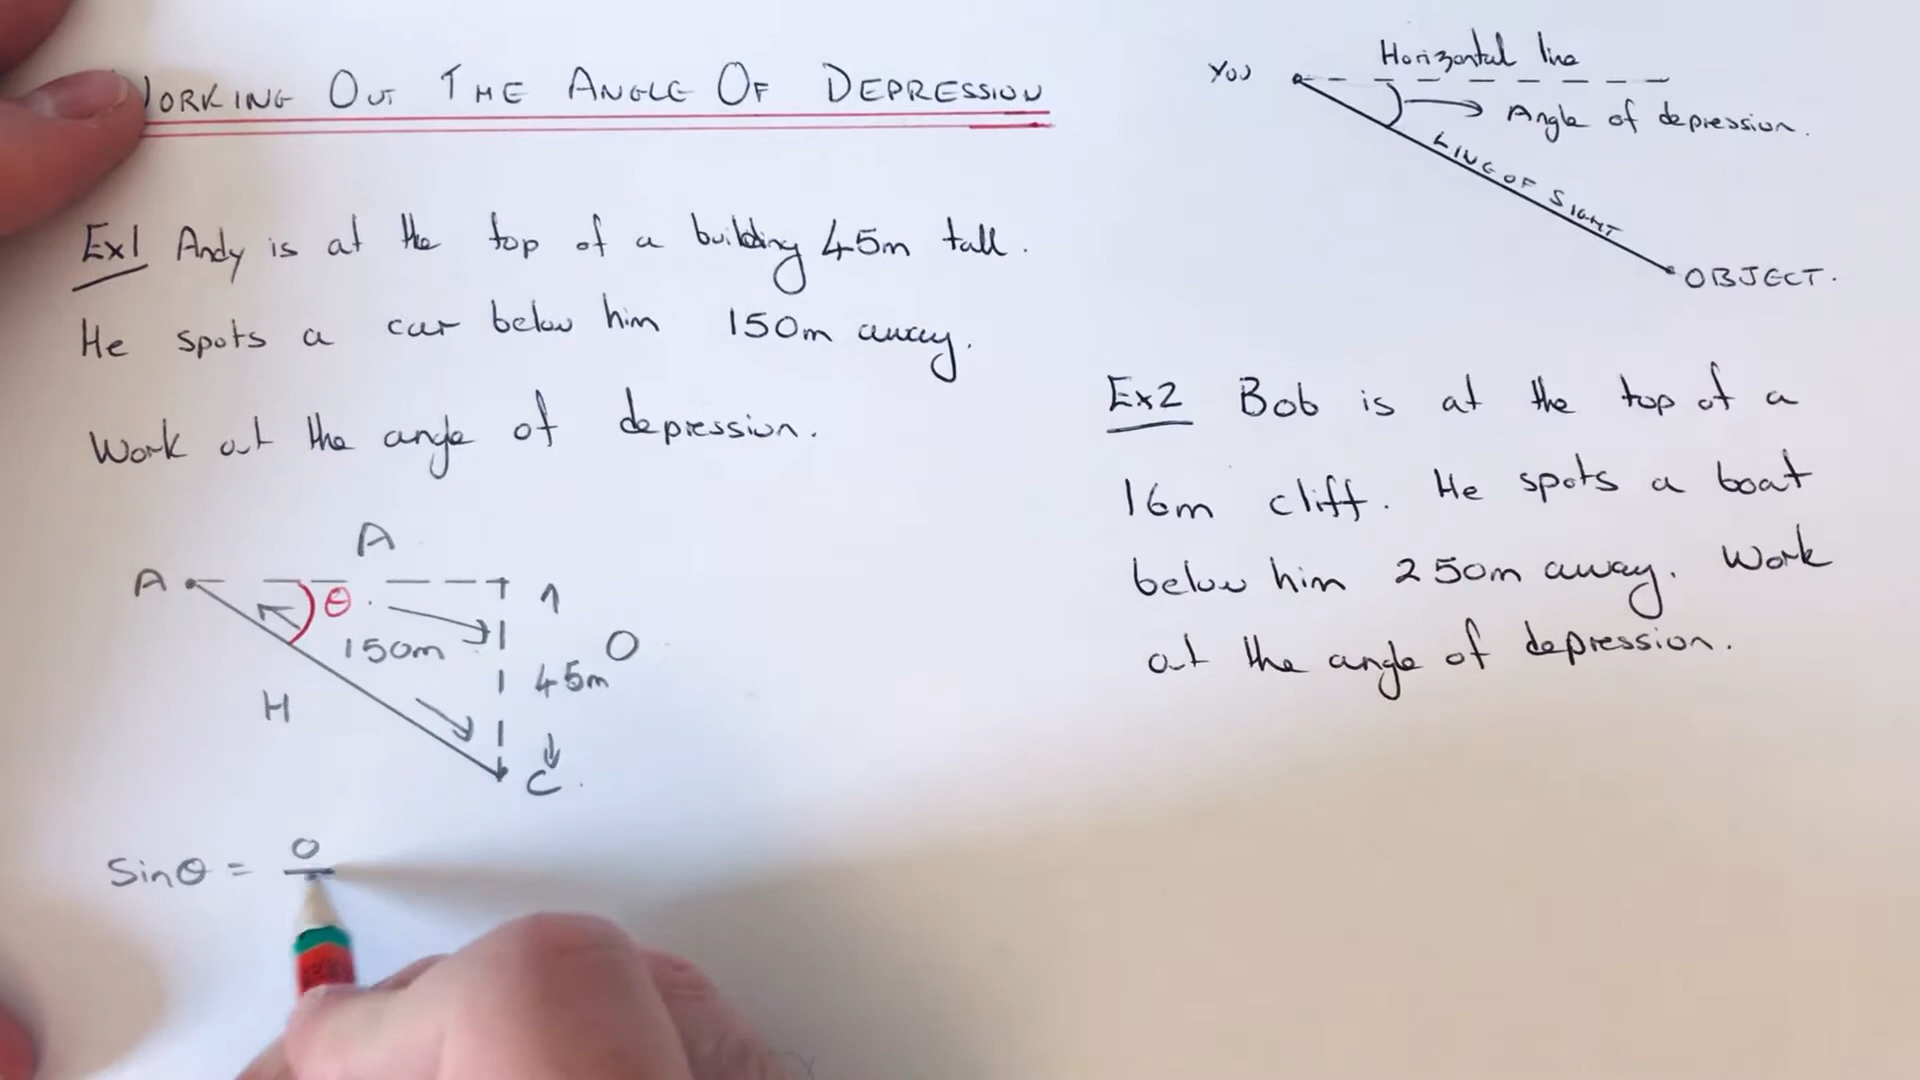 WORKING OUT THE ANGLE OF DEPRESSION
Ex1 Andy is at the top of a building 45m tall.
He spots a car below him 150m away.
Work out the angle of depression.
A
A θ
150m
O
45m
H
C
Sinθ = O
YOU
Horizontal line
Angle of depression.
LINE OF SIGHT
OBJECT.
Ex2 Bob is at the top of a
16m cliff. He spots a boat
below him 250m away. Work
out the angle of depression.